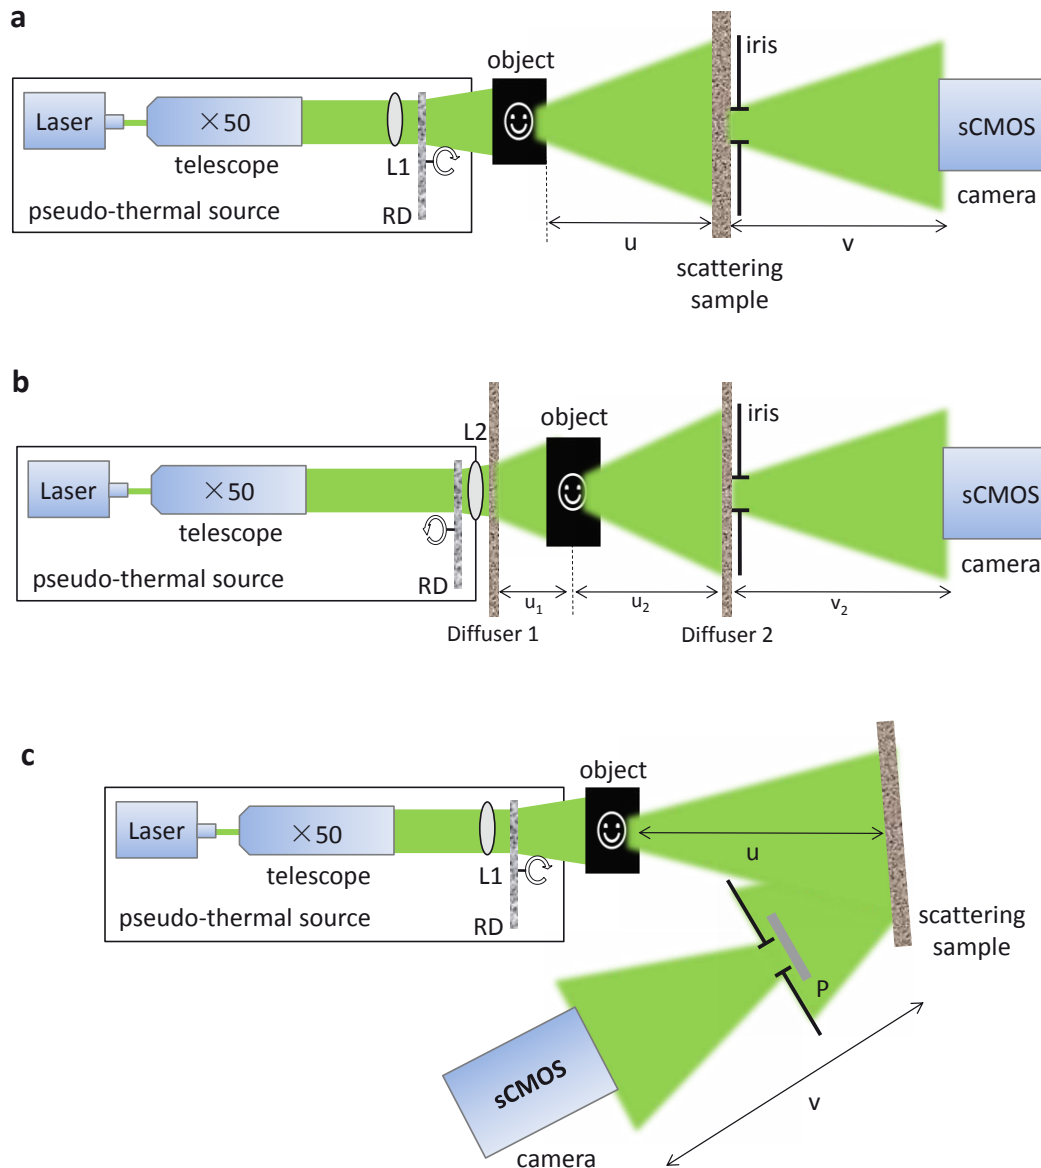 a
object
iris
Laser
×50
sCMOS
telescope
L1
camera
pseudo-thermal source
RD
u
v
scattering
sample
b
L2
object
iris
Laser
×50
sCMOS
telescope
camera
pseudo-thermal source
RD
u1
u2
v2
Diffuser 1
Diffuser 2
c
object
Laser
×50
u
telescope
L1
pseudo-thermal source
RD
scattering
sample
P
sCMOS
v
camera